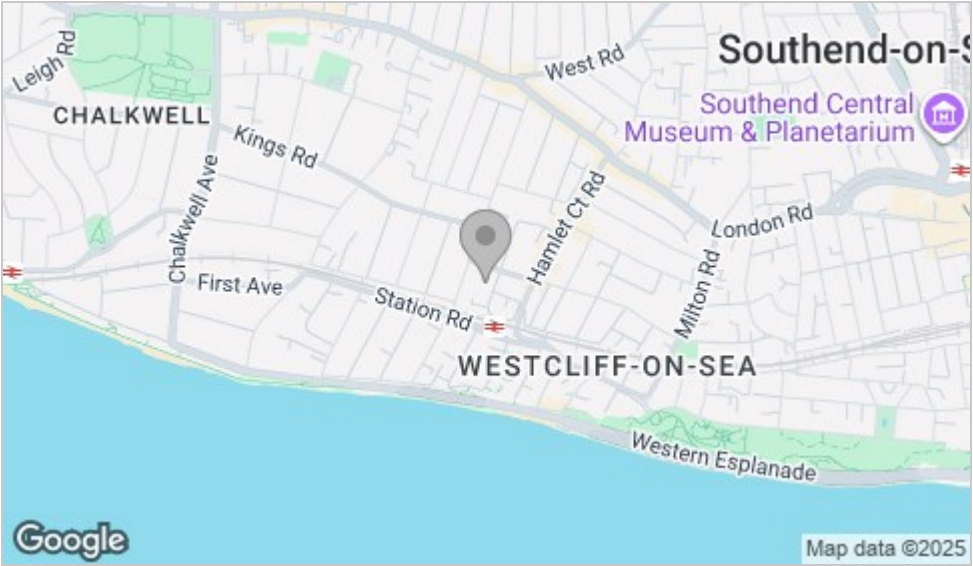 Leigh Rd
West Rd
Southend-on-S
CHALKWELL
Southend Central
Museum & Planetarium
Kings Rd
Chalkwell Ave
Hamlet Ct Rd
London Rd
First Ave
Station Rd
Milton Rd
WESTCLIFF-ON-SEA
Western Esplanade
Google
Map data ©2025